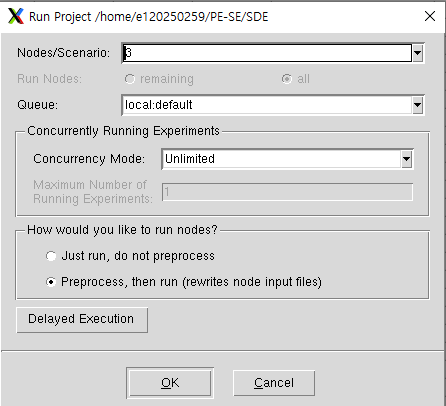 Run Project /home/e120250259/PE-SE/SDE
Nodes/Scenario: 3
Run Nodes: remaining all
Queue: local:default
Concurrently Running Experiments
Concurrency Mode: Unlimited
Maximum Number of
Running Experiments: 1
How would you like to run nodes?
Just run, do not preprocess
Preprocess, then run (rewrites node input files)
Delayed Execution
OK Cancel